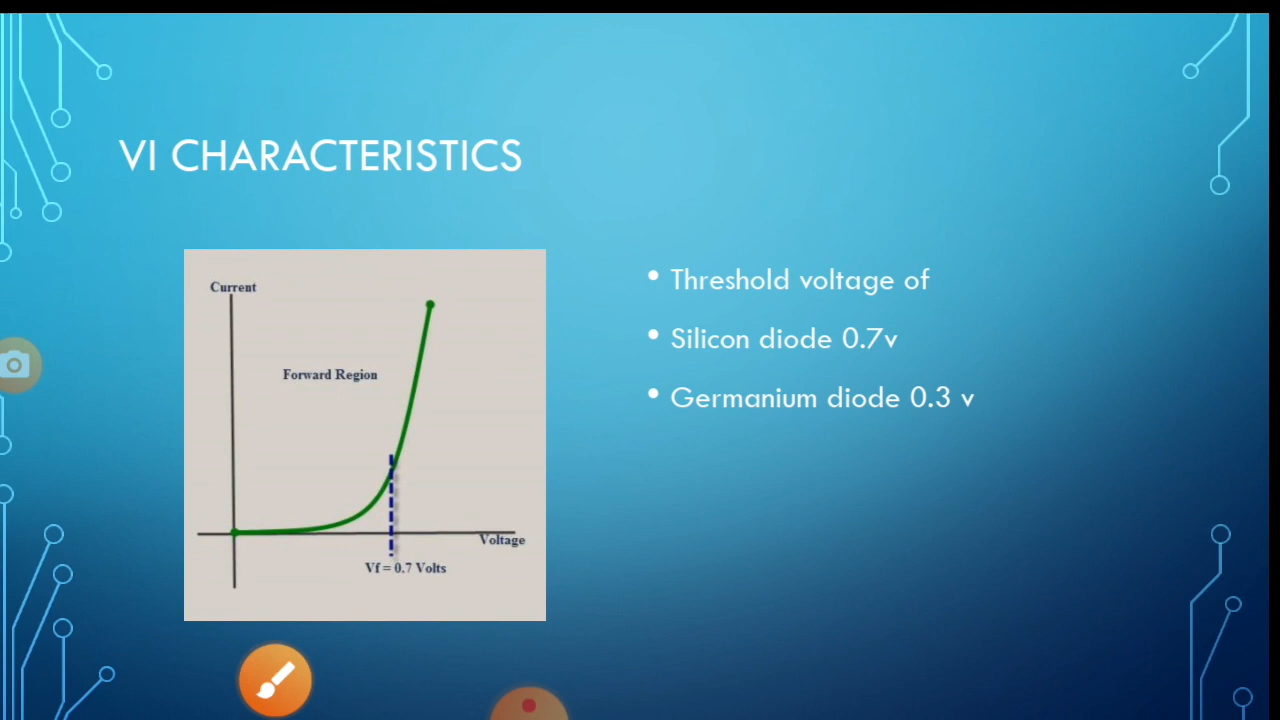 VI CHARACTERISTICS
Current
Forward Region
Voltage
Vf = 0.7 Volts
• Threshold voltage of
• Silicon diode 0.7v
• Germanium diode 0.3 v